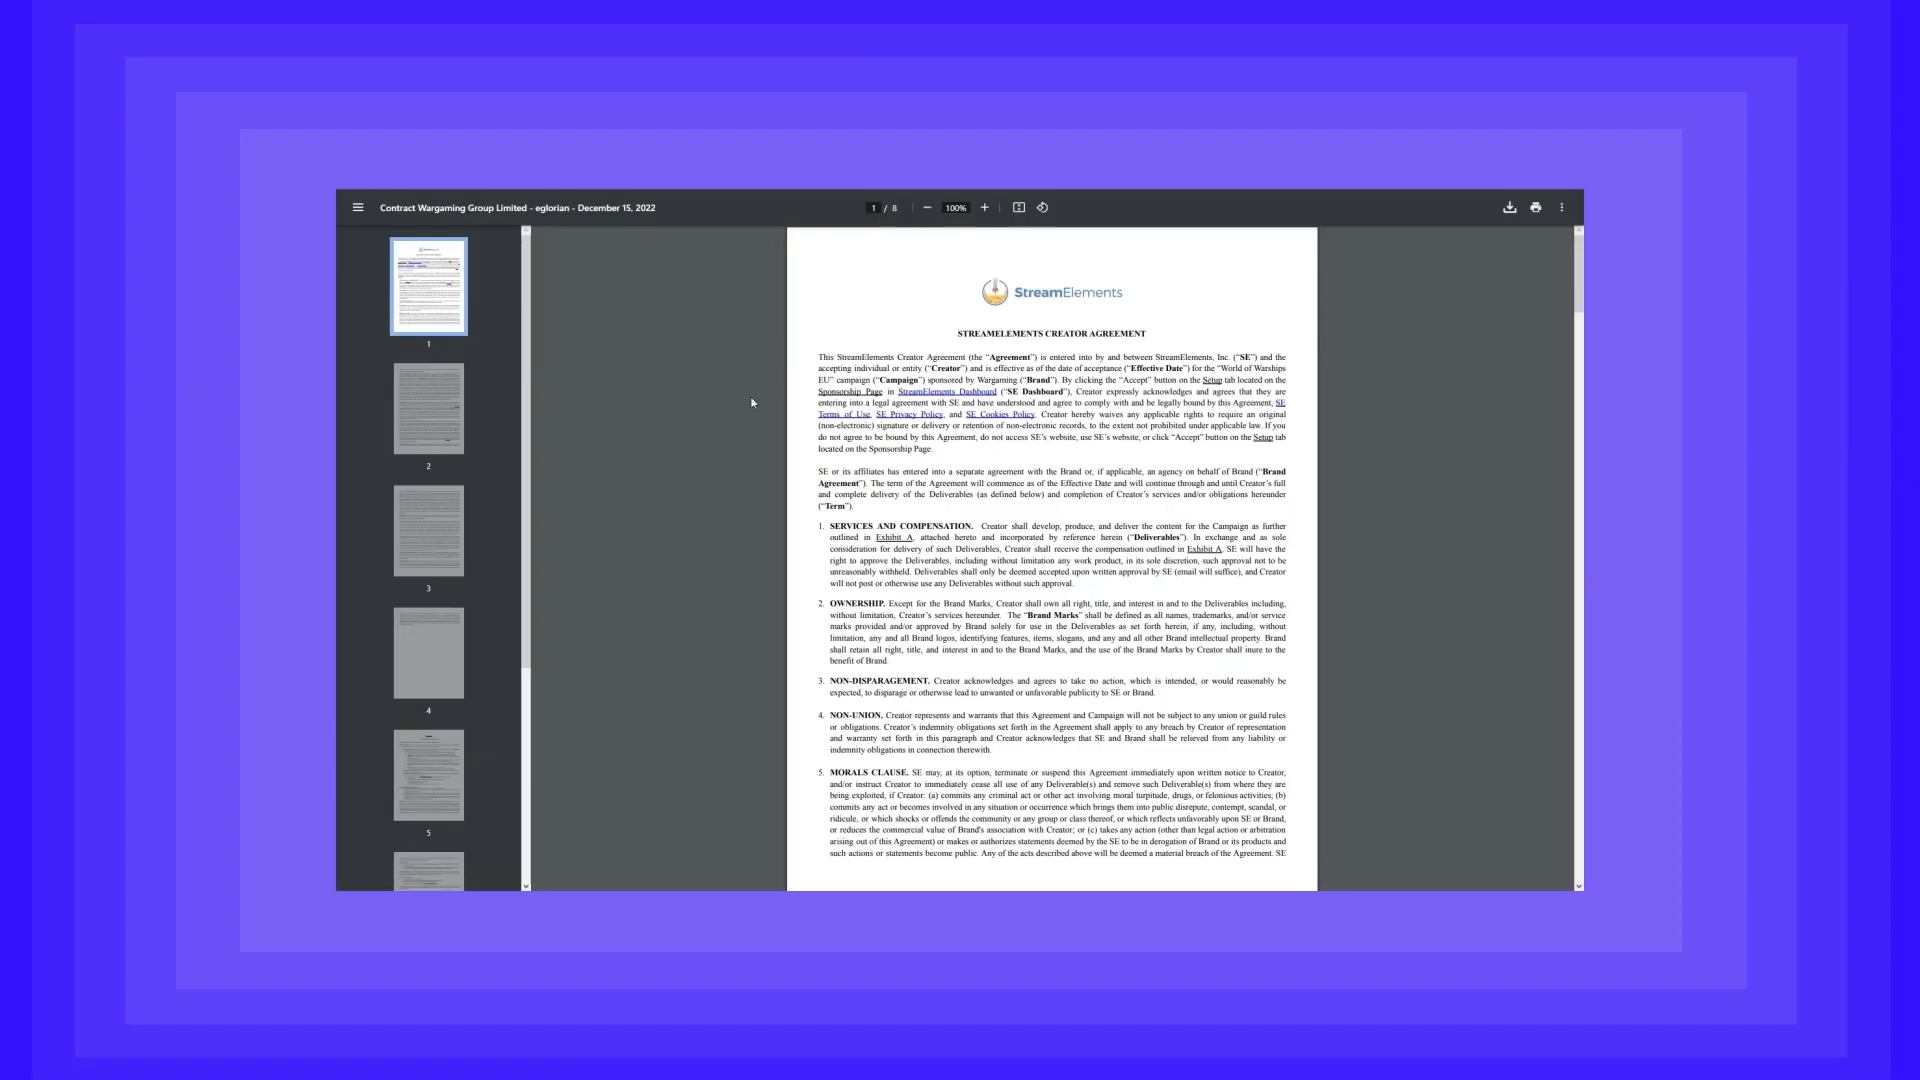 Contract Wargaming Group Limited - eglorian - December 15, 2022
1 / 8
100%
StreamElements
STREAMELEMENTS CREATOR AGREEMENT
This StreamElements Creator Agreement (the “Agreement”) is entered into by and between StreamElements, Inc. (“SE”) and the
accepting individual or entity (“Creator”) and is effective as of the date of acceptance (“Effective Date”) for the “World of Warships
EU” campaign (“Campaign”) sponsored by Wargaming (“Brand”). By clicking the “Accept” button on the Setup tab located on the
Sponsorship Page in StreamElements Dashboard (“SE Dashboard”), Creator expressly acknowledges and agrees that they are
entering into a legal agreement with SE and have understood and agree to comply with and be legally bound by this Agreement, SE
Terms of Use, SE Privacy Policy, and SE Cookies Policy. Creator hereby waives any applicable rights to require an original
(non-electronic) signature or delivery or retention of non-electronic records, to the extent not prohibited under applicable law. If you
do not agree to be bound by this Agreement, do not access SE’s website, use SE’s website, or click “Accept” button on the Setup tab
located on the Sponsorship Page.
SE or its affiliates has entered into a separate agreement with the Brand or, if applicable, an agency on behalf of Brand (“Brand
Agreement”). The term of the Agreement will commence as of the Effective Date and will continue through and until Creator’s full
and complete delivery of the Deliverables (as defined below) and completion of Creator’s services and/or obligations hereunder
(“Term”).
1. SERVICES AND COMPENSATION. Creator shall develop, produce, and deliver the content for the Campaign as further
outlined in Exhibit A, attached hereto and incorporated by reference herein (“Deliverables”). In exchange and as sole
consideration for delivery of such Deliverables, Creator shall receive the compensation outlined in Exhibit A. SE will have the
right to approve the Deliverables, including without limitation any work product, in its sole discretion, such approval not to be
unreasonably withheld. Deliverables shall only be deemed accepted upon written approval by SE (email will suffice), and Creator
will not post or otherwise use any Deliverables without such approval.
2. OWNERSHIP. Except for the Brand Marks, Creator shall own all right, title, and interest in and to the Deliverables including,
without limitation, Creator’s services hereunder. The “Brand Marks” shall be defined as all names, trademarks, and/or service
marks provided and/or approved by Brand solely for use in the Deliverables as set forth herein, if any, including, without
limitation, any and all Brand logos, identifying features, items, slogans, and any and all other Brand intellectual property. Brand
shall retain all right, title, and interest in and to the Brand Marks, and the use of the Brand Marks by Creator shall inure to the
benefit of Brand.
3. NON-DISPARAGEMENT. Creator acknowledges and agrees to take no action, which is intended, or would reasonably be
expected, to disparage or otherwise lead to unwanted or unfavorable publicity to SE or Brand.
4. NON-UNION. Creator represents and warrants that this Agreement and Campaign will not be subject to any union or guild rules
or obligations. Creator’s indemnity obligations set forth in the Agreement shall apply to any breach by Creator of representation
and warranty set forth in this paragraph and Creator acknowledges that SE and Brand shall be relieved from any liability or
indemnity obligations in connection therewith.
5. MORALS CLAUSE. SE may, at its option, terminate or suspend this Agreement immediately upon written notice to Creator,
and/or instruct Creator to immediately cease all use of any Deliverable(s) and remove such Deliverable(s) from where they are
being exploited, if Creator: (a) commits any criminal act or other act involving moral turpitude, drugs, or felonious activities; (b)
commits any act or becomes involved in any situation or occurrence which brings them into public disrepute, contempt, scandal, or
ridicule, or which shocks or offends the community or any group or class thereof, or which reflects unfavorably upon SE or Brand,
or reduces the commercial value of Brand's association with Creator; or (c) takes any action (other than legal action or arbitration
arising out of this Agreement) or makes or authorizes statements deemed by the SE to be in derogation of Brand or its products and
such actions or statements become public. Any of the acts described above will be deemed a material breach of the Agreement. SE
1
2
3
4
5